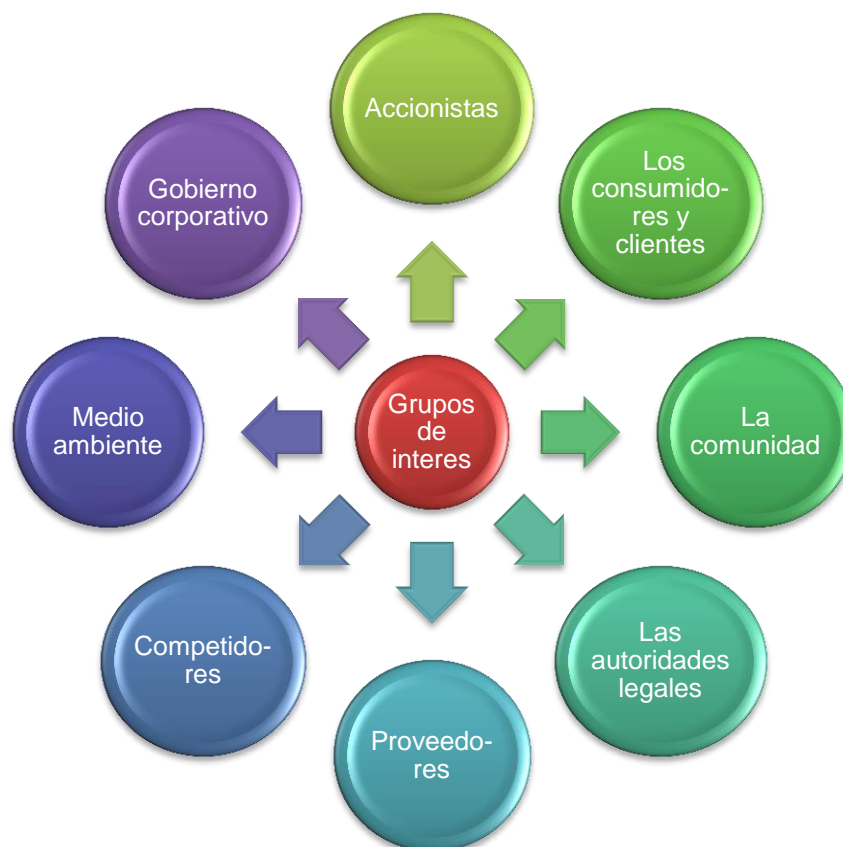 Accionistas
Los
consumido-
res y
clientes
La
comunidad
Las
autoridades
legales
Proveedo-
res
Competido-
res
Medio
ambiente
Gobierno
corporativo
Grupos
de
interes